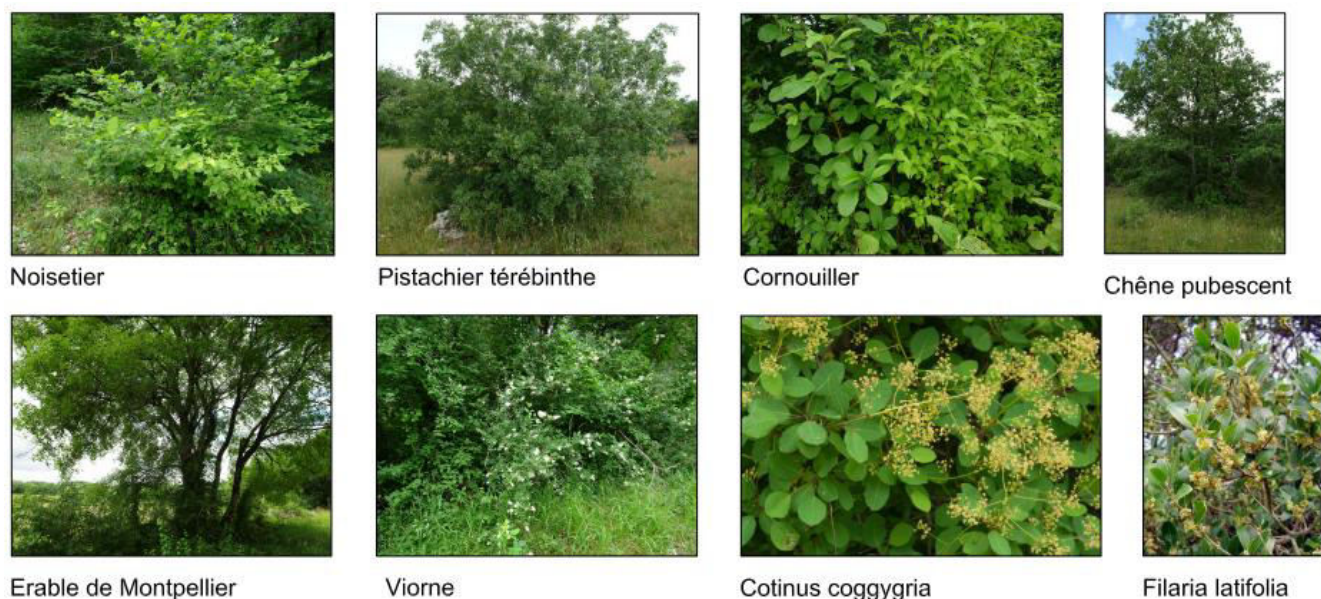 Noisetier
Pistachier térébinthe
Cornouiller
Chêne pubescent
Erable de Montpellier
Viorne
Cotinus coggygria
Filaria latifolia